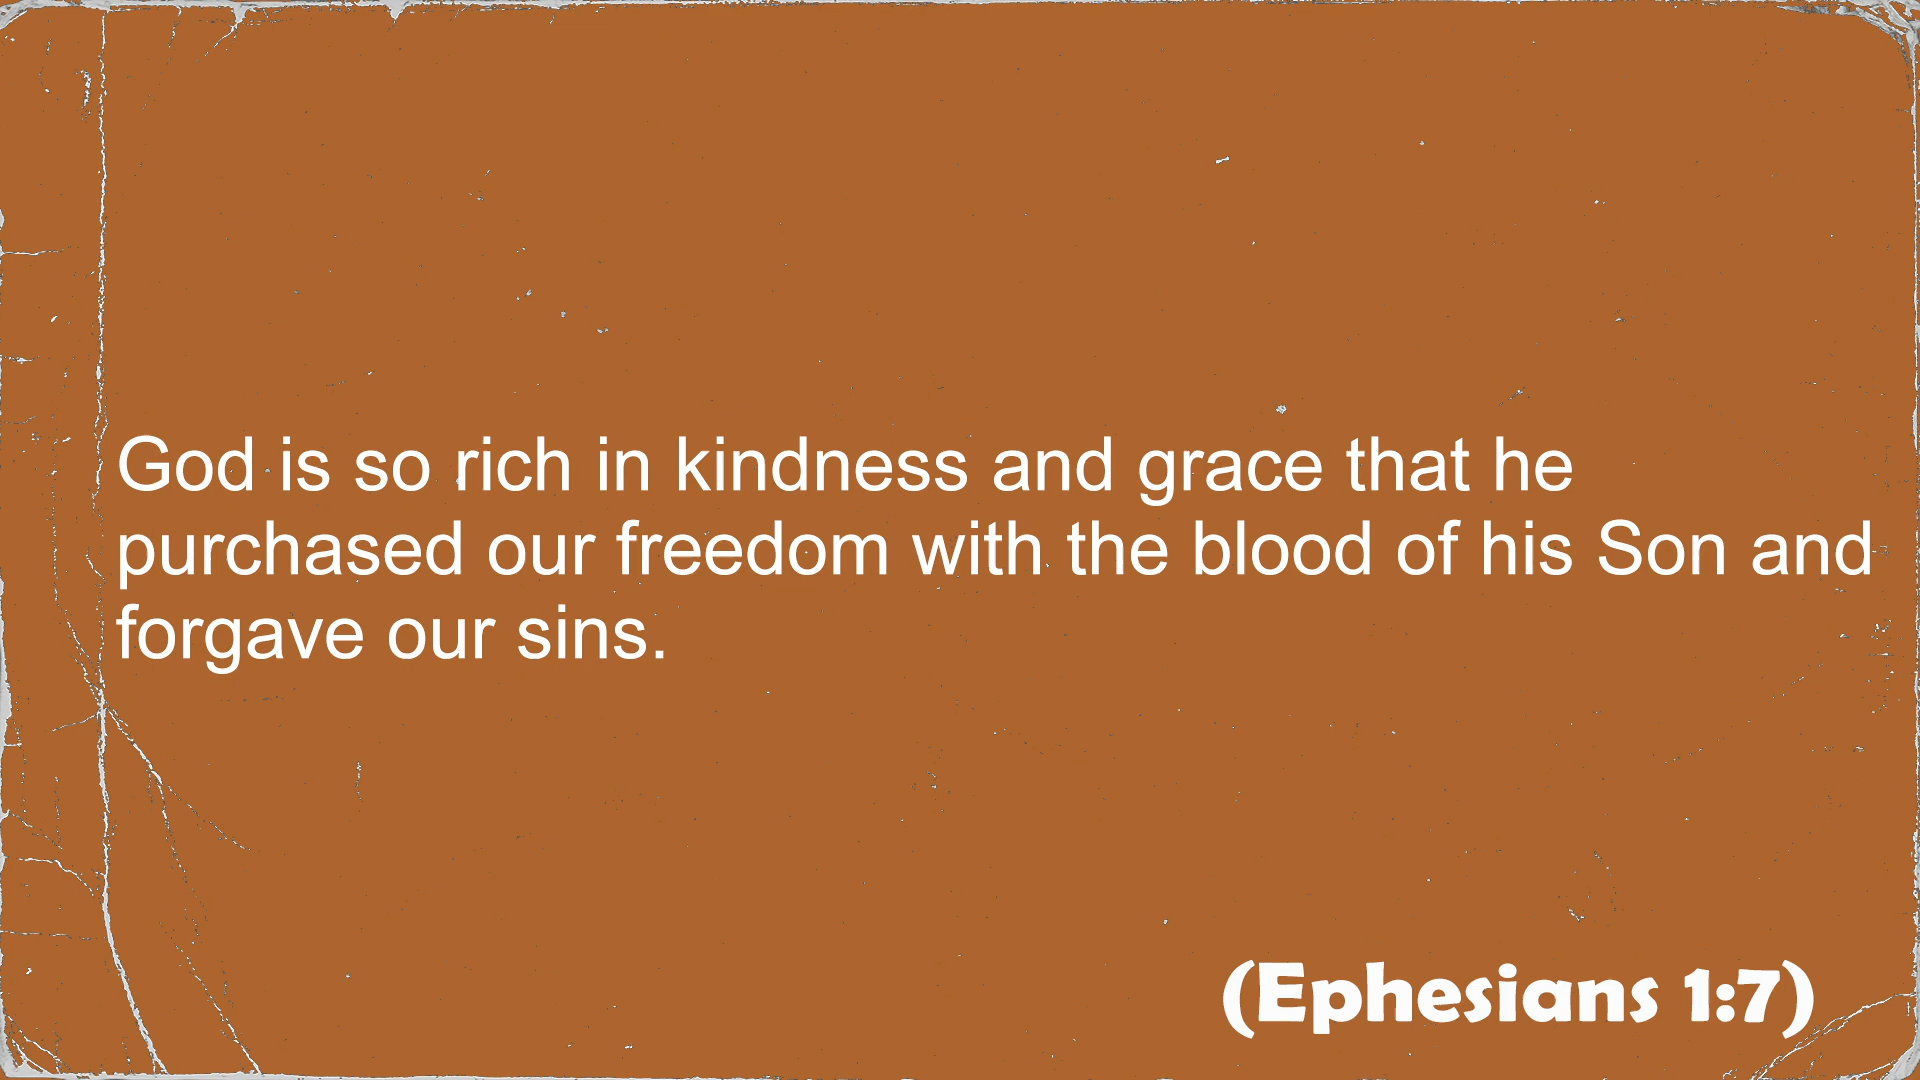 God is so rich in kindness and grace that he
purchased our freedom with the blood of his Son and
forgave our sins.
(Ephesians 1:7)